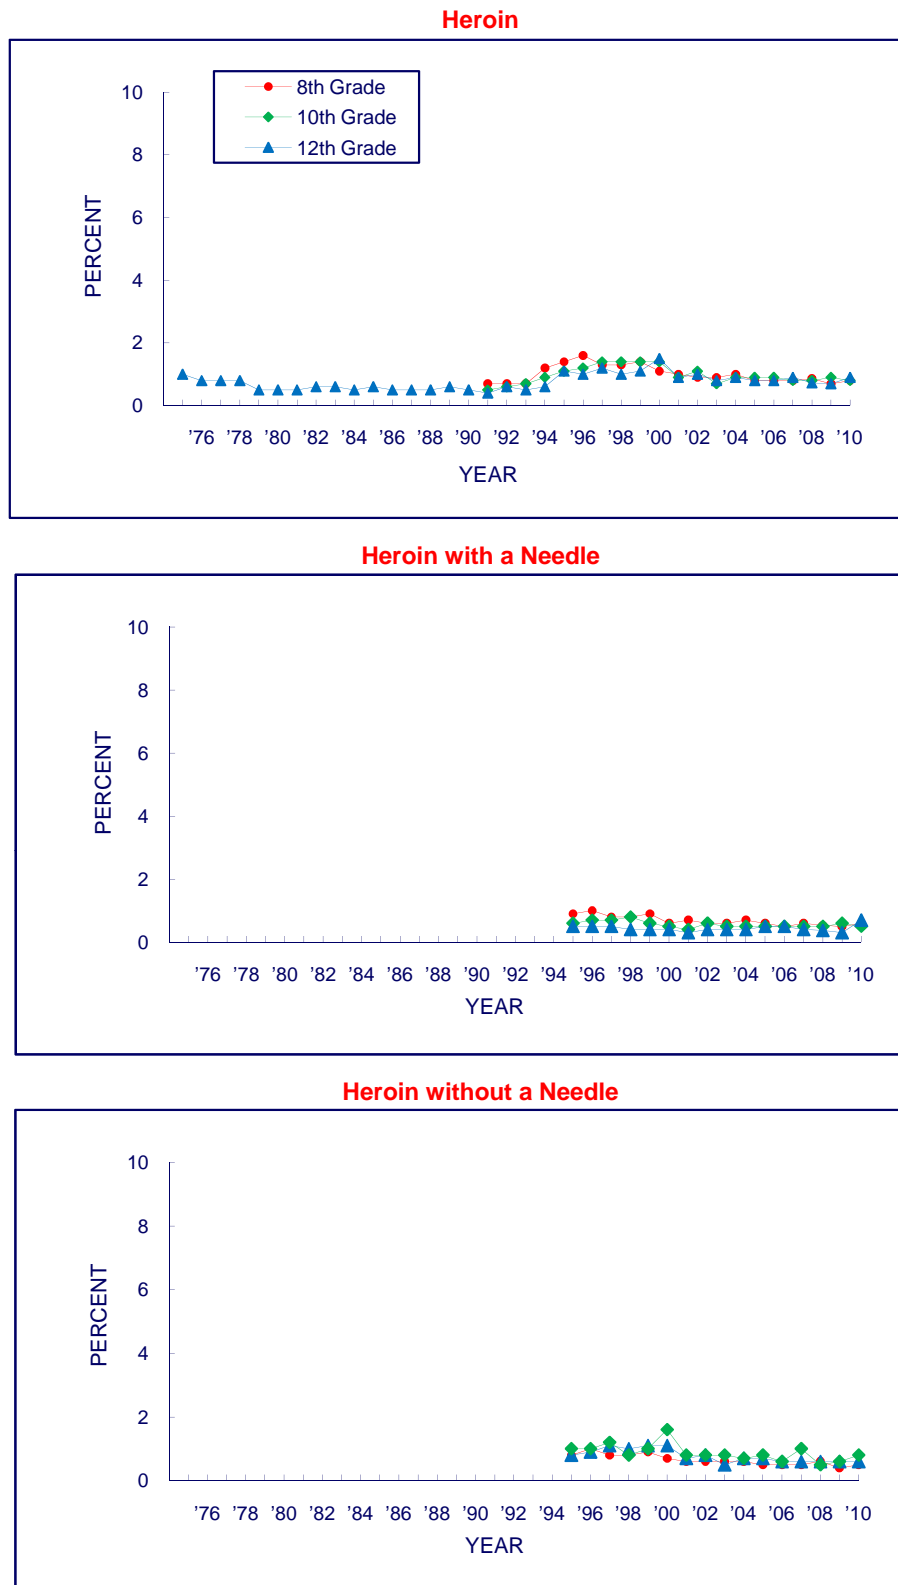 Heroin
8th Grade
10th Grade
12th Grade
10
8
6
4
2
0
PERCENT
’76 ’78 ’80 ’82 ’84 ’86 ’88 ’90 ’92 ’94 ’96 ’98 ’00 ’02 ’04 ’06 ’08 ’10
YEAR
Heroin with a Needle
10
8
6
4
2
0
PERCENT
’76 ’78 ’80 ’82 ’84 ’86 ’88 ’90 ’92 ’94 ’96 ’98 ’00 ’02 ’04 ’06 ’08 ’10
YEAR
Heroin without a Needle
10
8
6
4
2
0
PERCENT
’76 ’78 ’80 ’82 ’84 ’86 ’88 ’90 ’92 ’94 ’96 ’98 ’00 ’02 ’04 ’06 ’08 ’10
YEAR